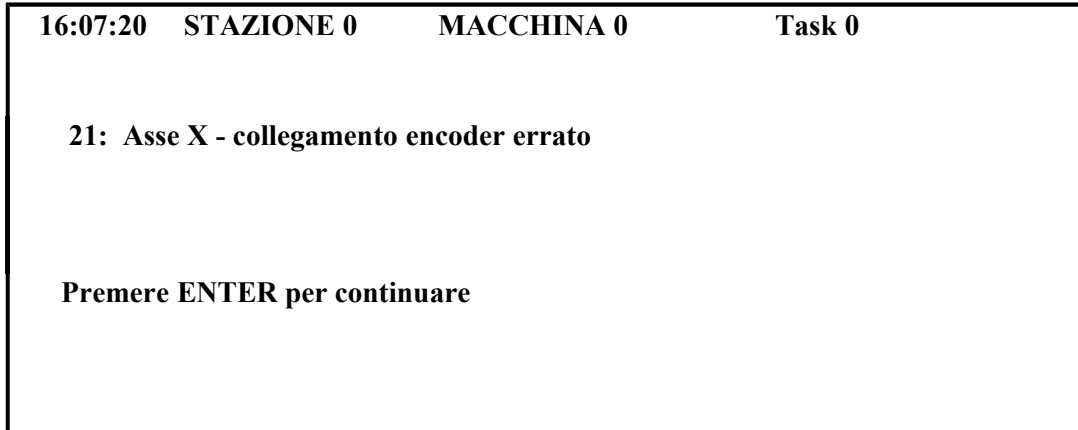 16:07:20 STAZIONE 0 MACCHINA 0 Task 0
21: Asse X - collegamento encoder errato
Premere ENTER per continuare